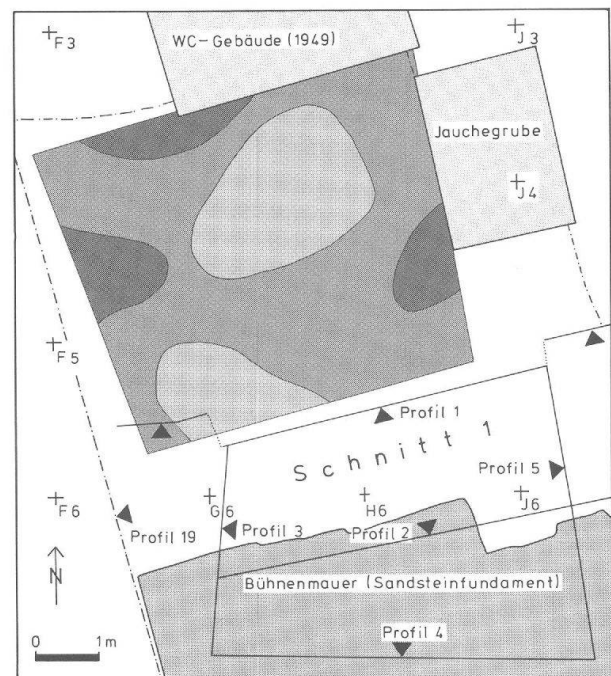 F3
WC-Gebäude (1949)
J3
Jauchegrube
J4
F5
Profil 1
Schnitt 1
Profil 5
F6
G6
H6
J6
Profil 19
Profil 3
Profil 2
N
Bühnenmauer (Sandsteinfundament)
Profil 4
0 1m